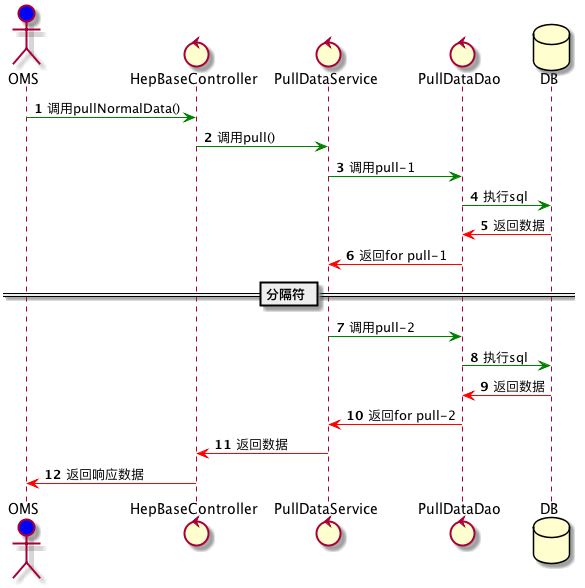 OMS
HepBaseController
PullDataService
PullDataDao
DB
1 调用pullNormalData()
2 调用pull()
3 调用pull-1
4 执行sql
5 返回数据
6 返回for pull-1
分隔符
7 调用pull-2
8 执行sql
9 返回数据
10 返回for pull-2
11 返回数据
12 返回响应数据
OMS
HepBaseController
PullDataService
PullDataDao
DB